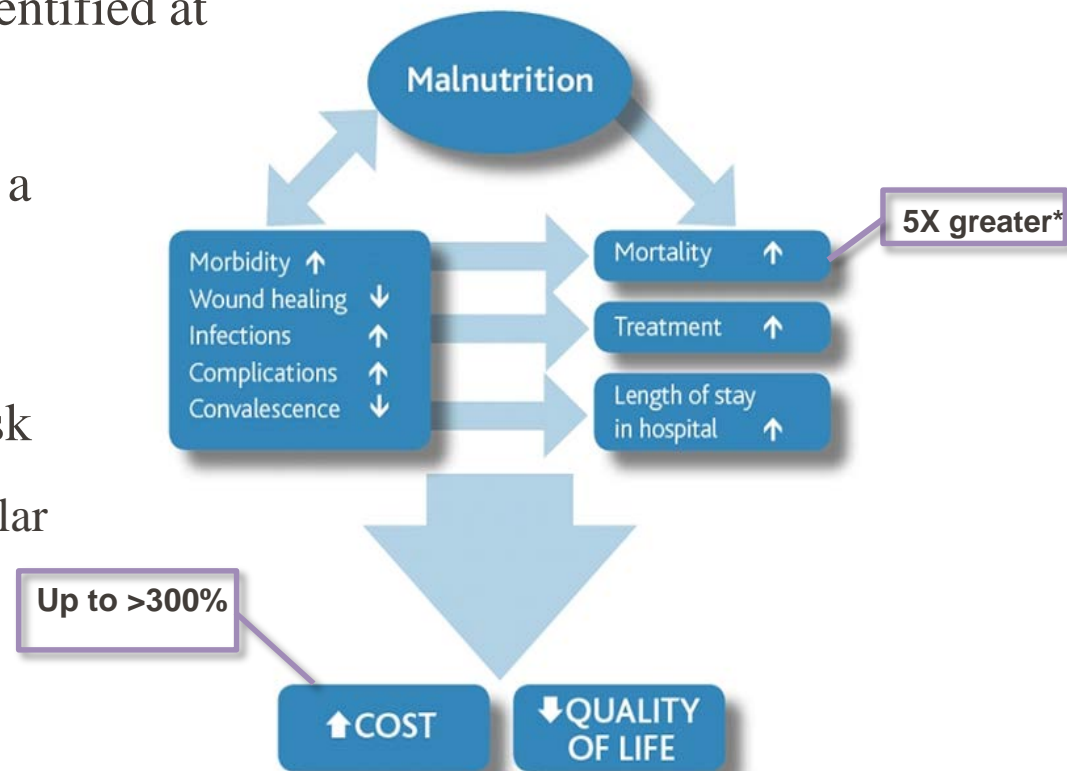 entified at
a
sk
lar
Malnutrition
Morbidity ↑
Wound healing ↓
Infections ↑
Complications ↑
Convalescence ↓
Mortality ↑
Treatment ↑
Length of stay
in hospital ↑
5X greater*
Up to >300%
↑COST
↓QUALITY
OF LIFE